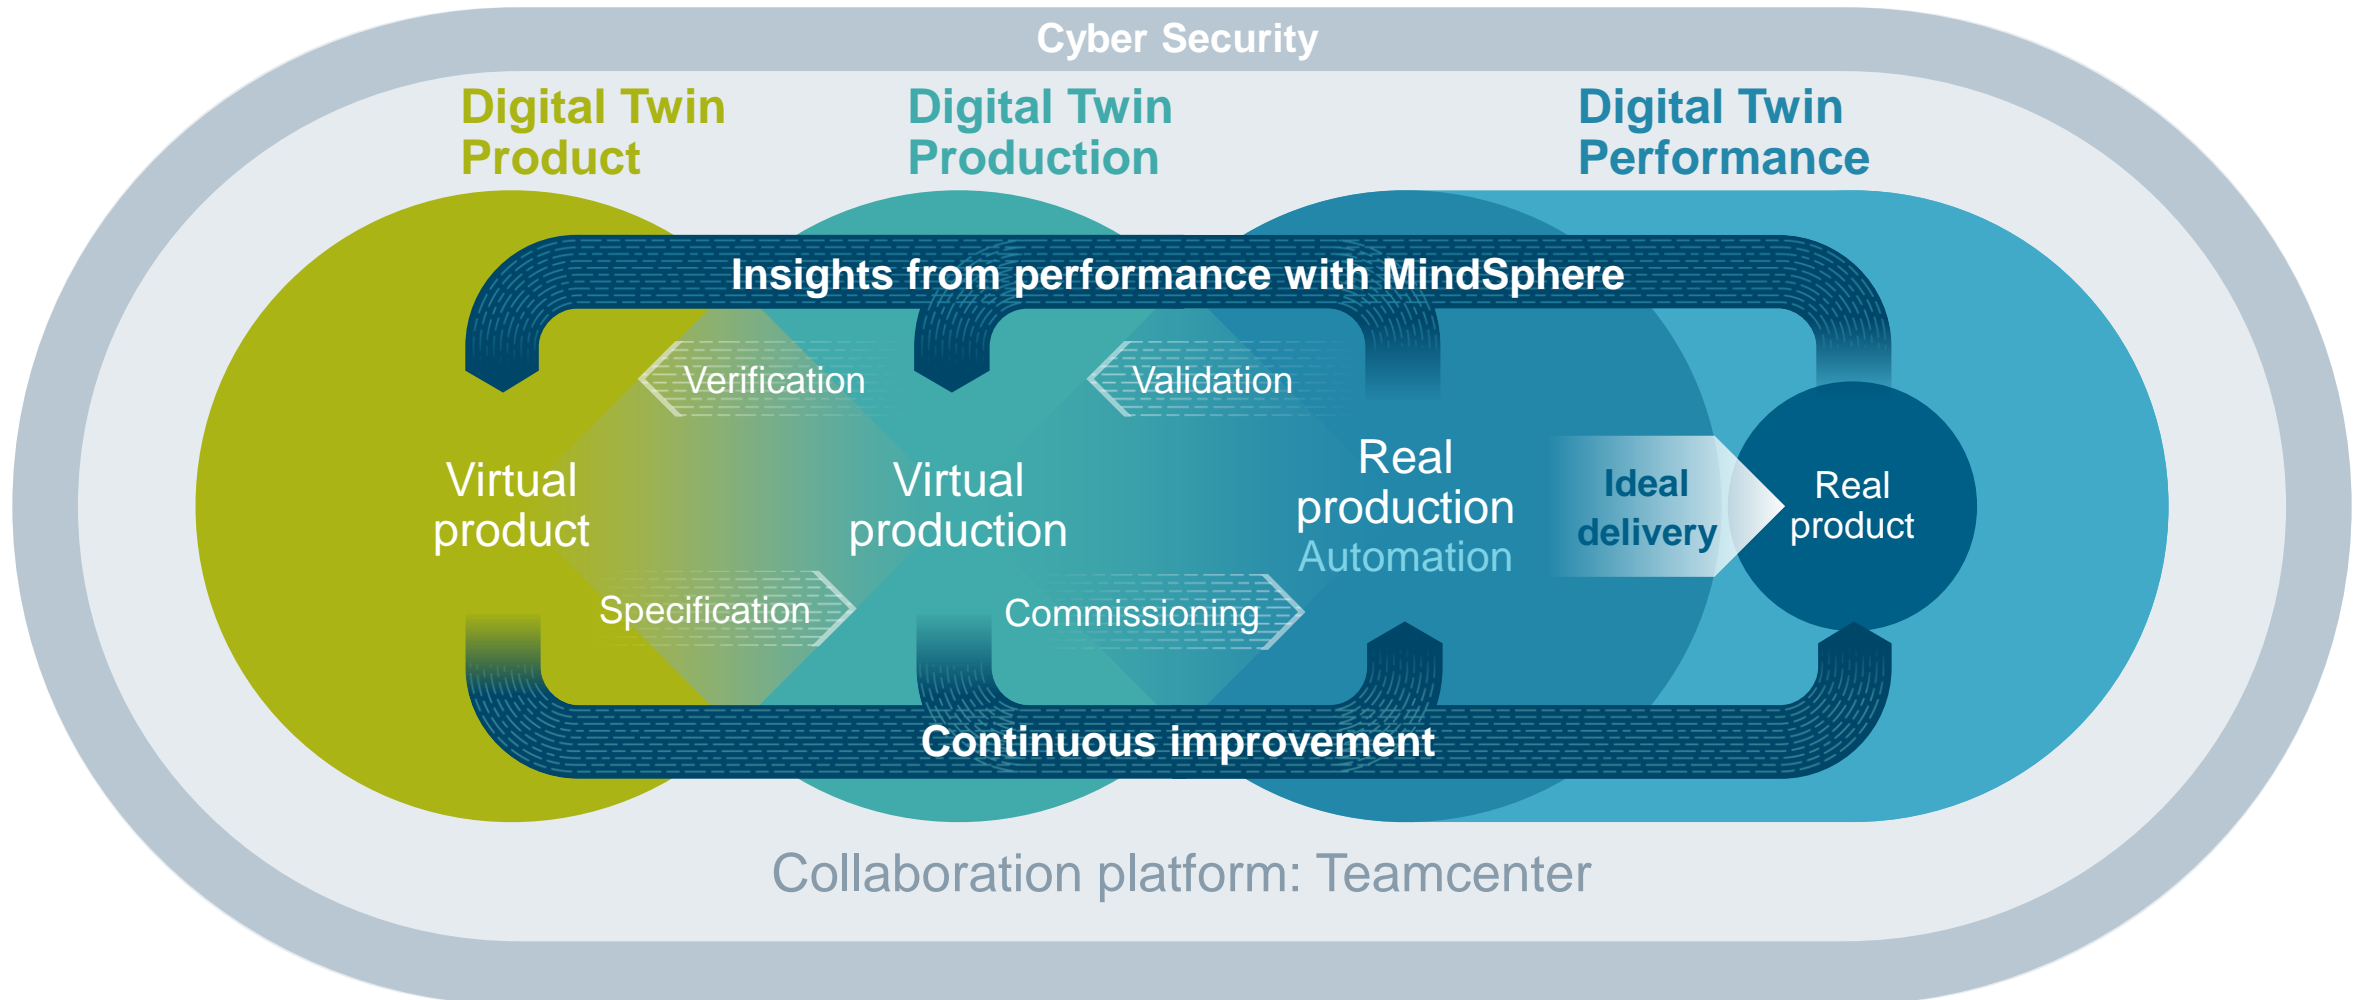 Cyber Security
Digital Twin
Product
Digital Twin
Production
Digital Twin
Performance
Insights from performance with MindSphere
Verification
Validation
Virtual
product
Virtual
production
Real
production
Automation
Ideal
delivery
Real
product
Specification
Commissioning
Continuous improvement
Collaboration platform: Teamcenter